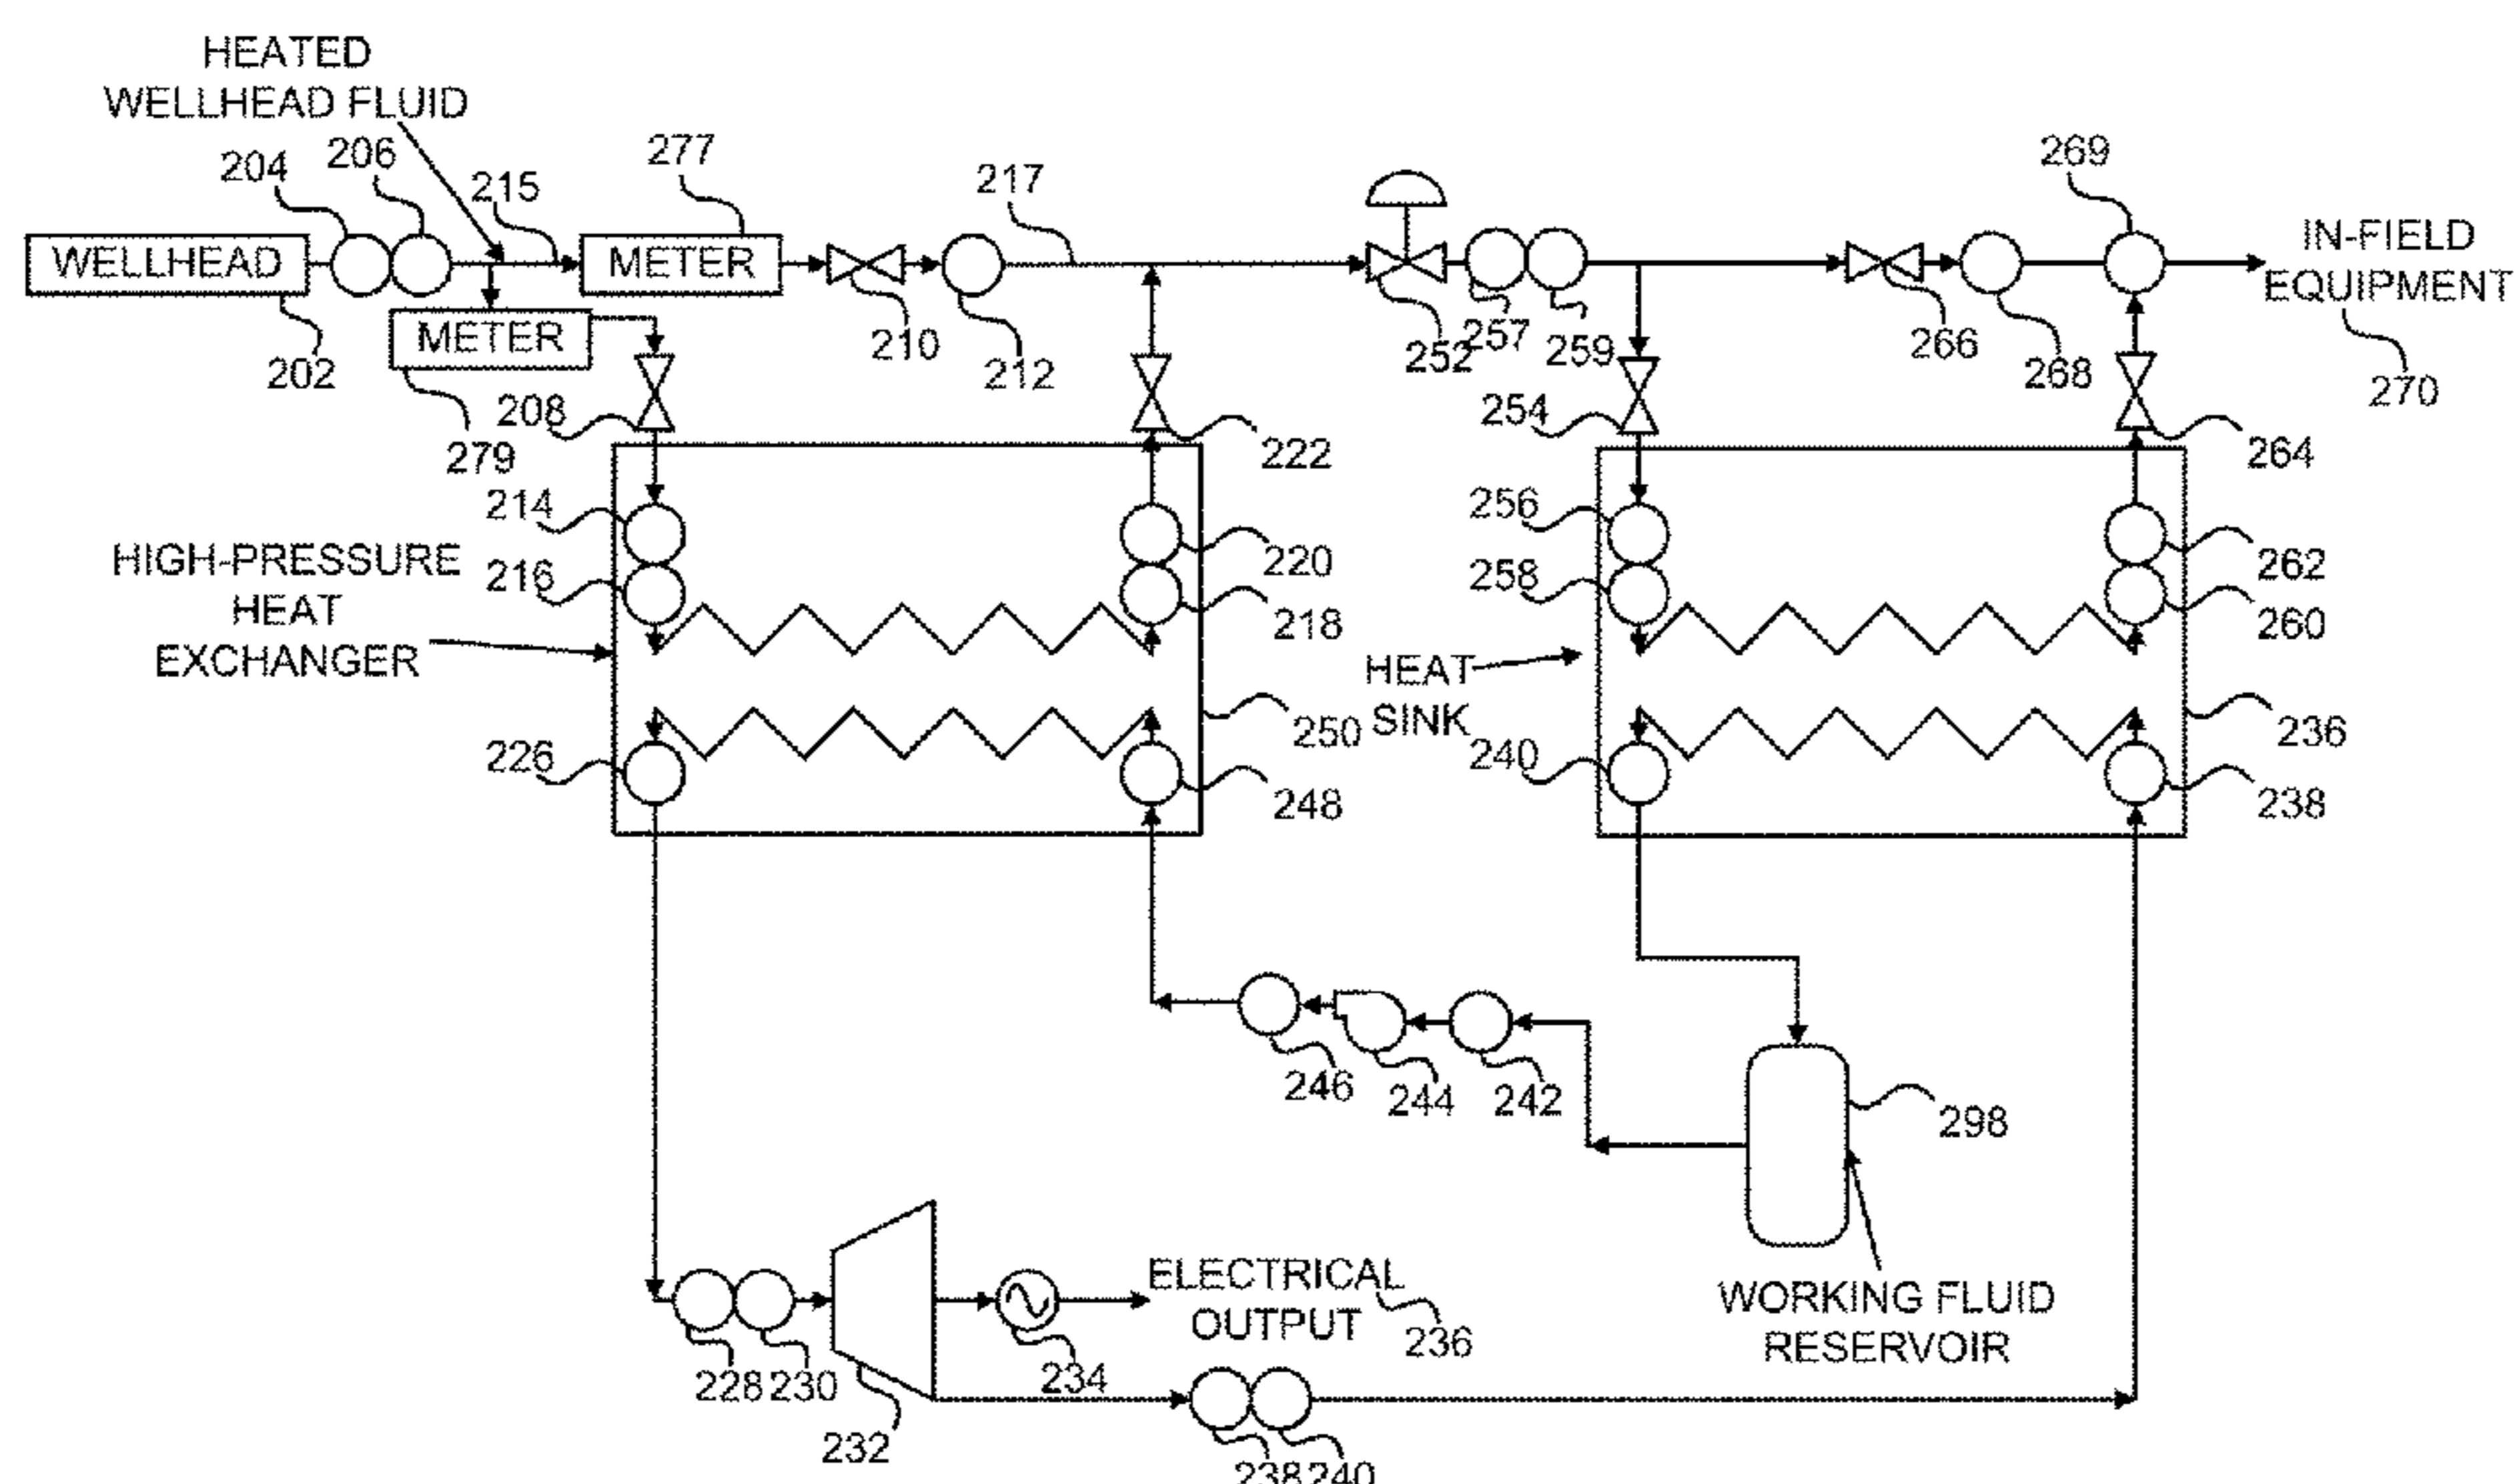 HEATED
WELLHEAD FLUID
204
206
215
277
217
269
WELLHEAD
METER
IN-FIELD
EQUIPMENT
METER
202
279
208
210
212
252
257
259
266
268
270
254
222
264
214
216
220
218
256
258
262
260
HIGH-PRESSURE
HEAT
EXCHANGER
HEAT
SINK
250
236
226
248
240
238
246
244
242
298
WORKING FLUID
RESERVOIR
ELECTRICAL
OUTPUT
236
228
230
232
234
238
240